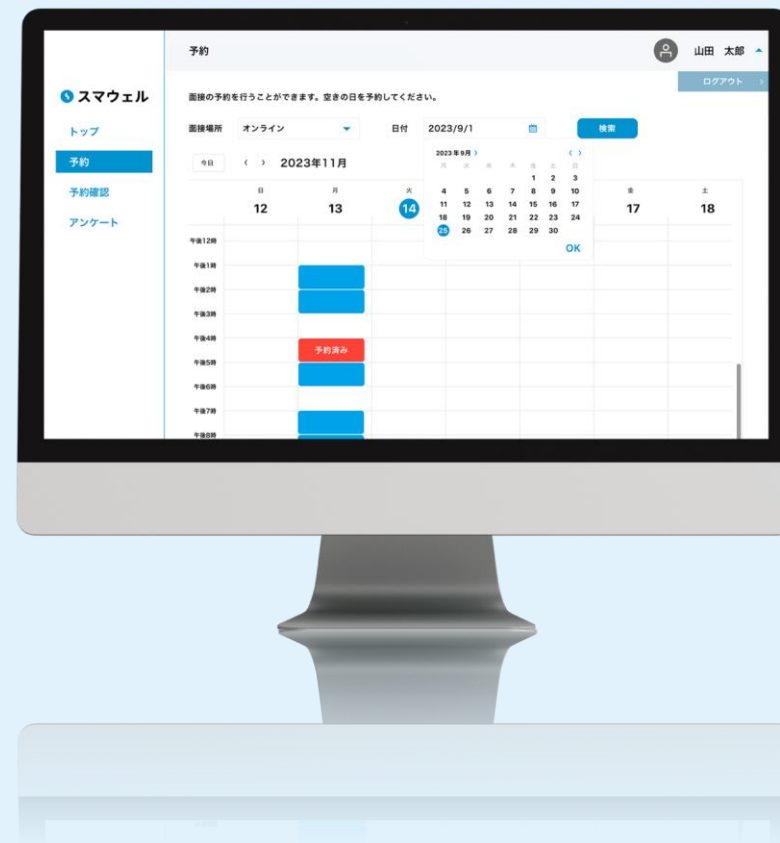 予約
山田 太郎
ログアウト
スマウェル
トップ
予約
予約確認
アンケート
面接の予約を行うことができます。空きの日を予約してください。
面接場所 オンライン 日付 2023/9/1 検索
今日 2023年11月
2023年9月
月 火 水 木 金 土 日
1 2 3
4 5 6 7 8 9 10
11 12 13 14 15 16 17
18 19 20 21 22 23 24
25 26 27 28 29 30
OK
日 月 火 金 土
12 13 14 17 18
午後12時
午後1時
午後2時
午後3時
午後4時
予約済み
午後5時
午後6時
午後7時
午後8時